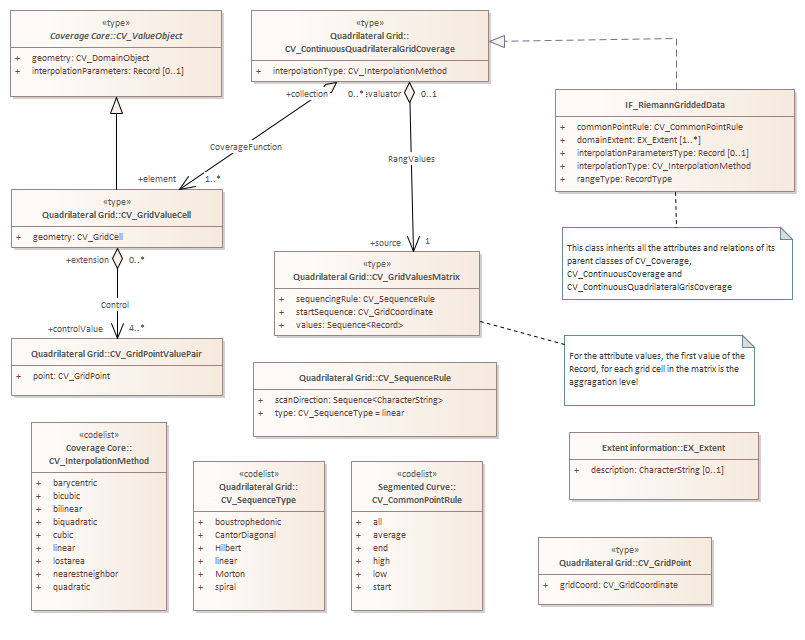 «type»
Coverage Core::CV_ValueObject
+ geometry: CV_DomainObject
+ interpolationParameters: Record [0..1]
«type»
Quadrilateral Grid::
CV_ContinuousQuadrilateralGridCoverage
+ interpolationType: CV_InterpolationMethod
IF_RiemannGriddedData
+ commonPointRule: CV_CommonPointRule
+ domainExtent: EX_Extent [1..*]
+ interpolationParametersType: Record [0..1]
+ interpolationType: CV_InterpolationMethod
+ rangeType: RecordType
+collection 0..* evaluator 0..1
CoverageFunction
RangValues
+element 1..*
«type»
Quadrilateral Grid::CV_GridValueCell
+ geometry: CV_GridCell
+extension 0..*
Control
+controlValue 4..*
+source 1
This class inherits all the attributes and relations of its
parent classes of CV_Coverage,
CV_ContinuousCoverage and
CV_ContinuousQuadrilateralGrisCoverage
«type»
Quadrilateral Grid::CV_GridValuesMatrix
+ sequencingRule: CV_SequenceRule
+ startSequence: CV_GridCoordinate
+ values: Sequence<Record>
Quadrilateral Grid::CV_GridPointValuePair
+ point: CV_GridPoint
For the attribute values, the first value of the
Record, for each grid cell in the matrix is the
aggragation level
Quadrilateral Grid::CV_SequenceRule
+ scanDirection: Sequence<CharacterString>
+ type: CV_SequenceType = linear
«codelist»
Coverage Core::
CV_InterpolationMethod
+ barycentric
+ bicubic
+ bilinear
+ biquadratic
+ cubic
+ linear
+ lostarea
+ nearestneighbor
+ quadratic
«codelist»
Quadrilateral Grid::
CV_SequenceType
+ boustrophedonic
+ CantorDiagonal
+ Hilbert
+ linear
+ Morton
+ spiral
«codelist»
Segmented Curve::
CV_CommonPointRule
+ all
+ average
+ end
+ high
+ low
+ start
Extent information::EX_Extent
+ description: CharacterString [0..1]
«type»
Quadrilateral Grid::CV_GridPoint
+ gridCoord: CV_GridCoordinate